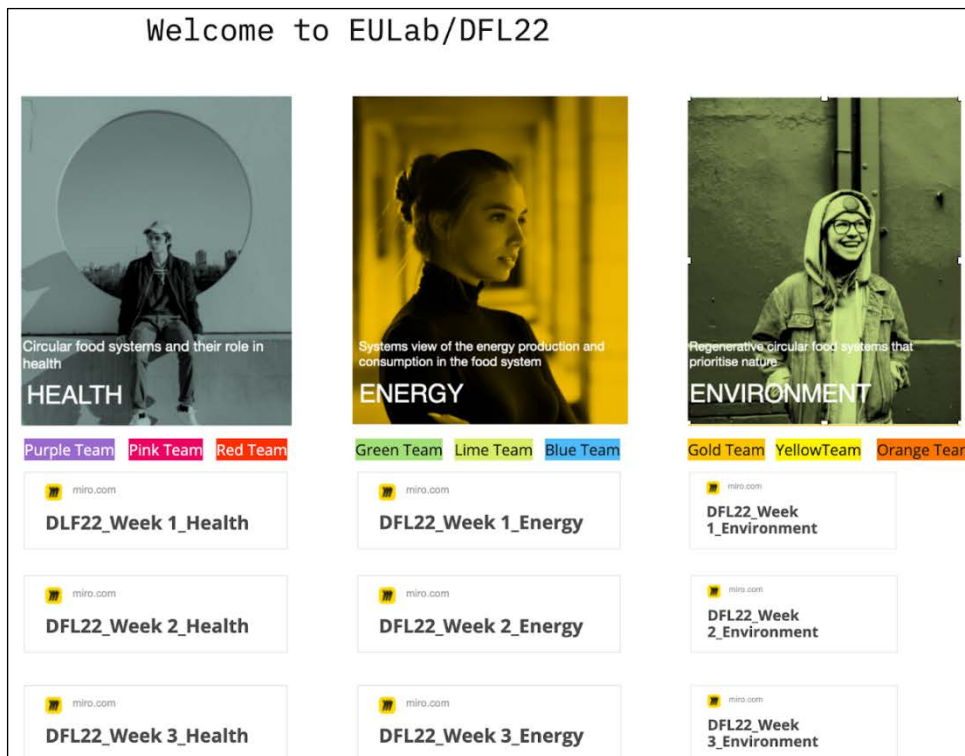 Welcome to EULab/DFL22
Circular food systems and their role in
health
HEALTH
Purple Team Pink Team Red Team
miro.com
DLF22_Week 1_Health
miro.com
DFL22_Week 2_Health
miro.com
DFL22_Week 3_Health
Systems view of the energy production and
consumption in the food system
ENERGY
Green Team Lime Team Blue Team
miro.com
DFL22_Week 1_Energy
miro.com
DFL22_Week 2_Energy
miro.com
DFL22_Week 3_Energy
Regenerative circular food systems that
prioritise nature
ENVIRONMENT
Gold Team YellowTeam Orange Team
miro.com
DFL22_Week
1_Environment
miro.com
DFL22_Week
2_Environment
miro.com
DFL22_Week
3_Environment